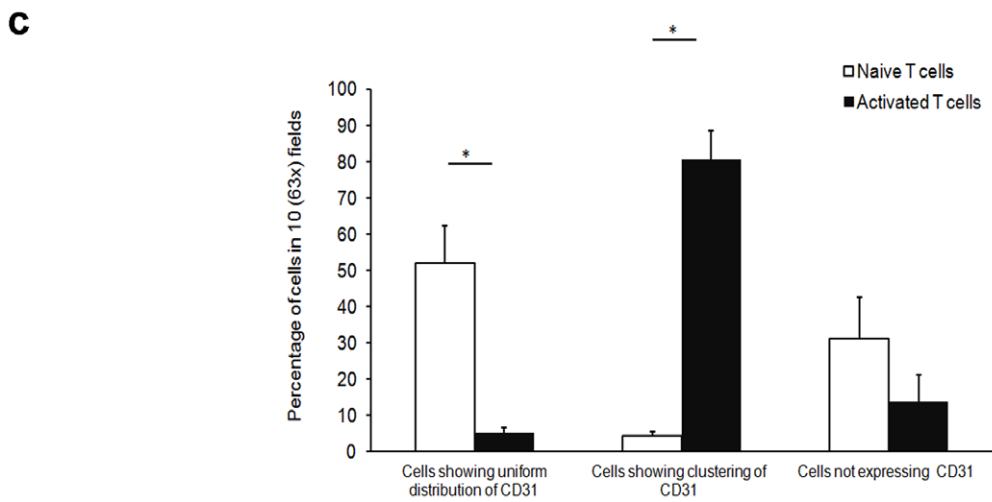 C
*
*
Naive T cells
Activated T cells
Percentage of cells in 10 (63x) fields
100
90
80
70
60
50
40
30
20
10
0
Cells showing uniform
distribution of CD31
Cells showing clustering of
CD31
Cells not expressing CD31